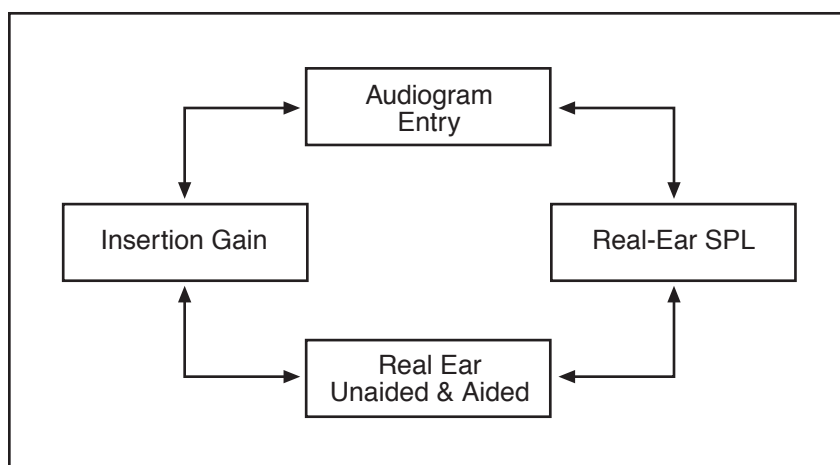 Audiogram
Entry
Insertion Gain
Real-Ear SPL
Real Ear
Unaided & Aided